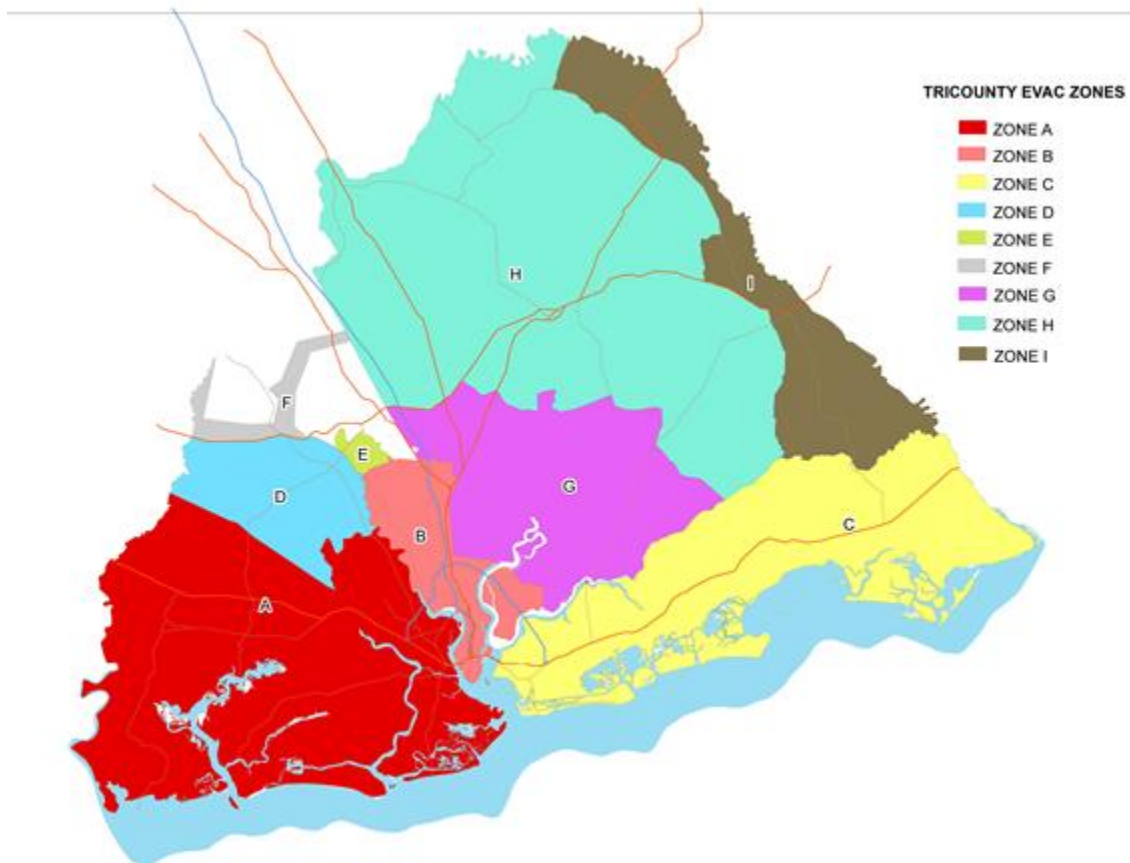 TRICOUNTY EVAC ZONES
ZONE A
ZONE B
ZONE C
ZONE D
ZONE E
ZONE F
ZONE G
ZONE H
ZONE I
H
I
F
E
D
G
C
B
A